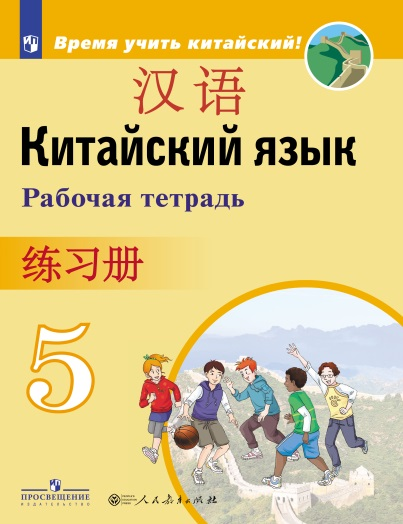 Время учить китайский!
汉语
Китайский язык
Рабочая тетрадь
练习册
5
ПРОСВЕЩЕНИЕ
人民教育出版社